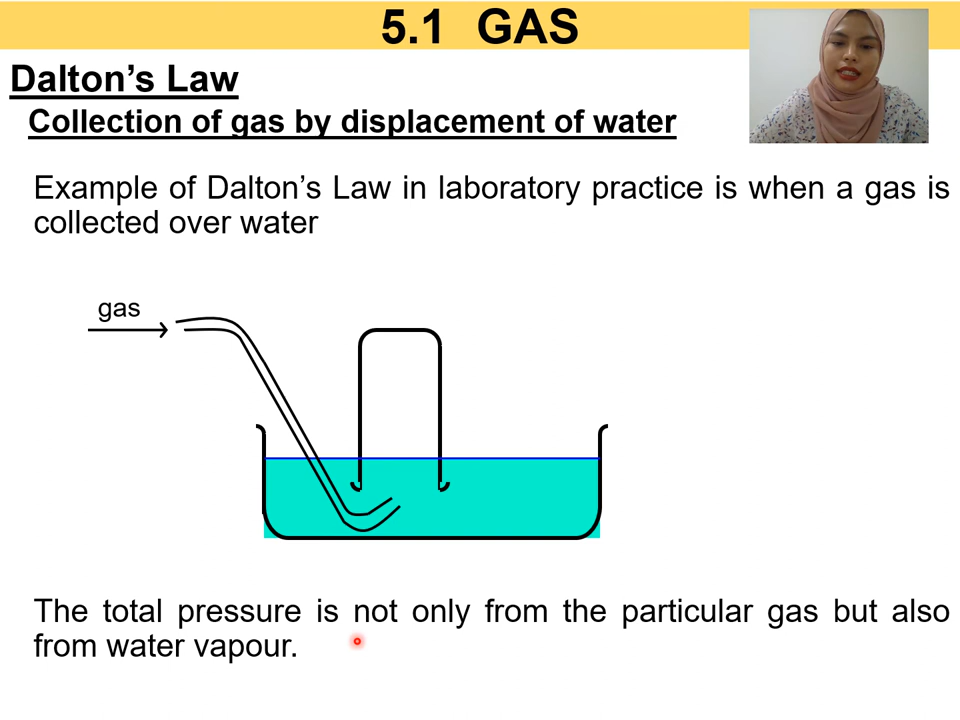 5.1 GAS
Dalton’s Law
Collection of gas by displacement of water
Example of Dalton’s Law in laboratory practice is when a gas is
collected over water
gas
The total pressure is not only from the particular gas but also
from water vapour.